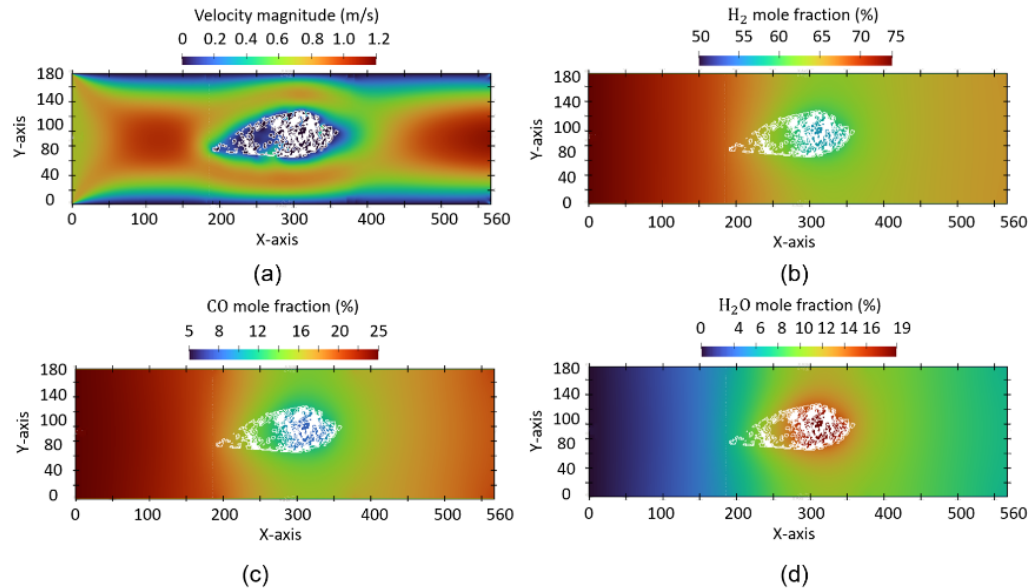 Velocity magnitude (m/s)
0 0.2 0.4 0.6 0.8 1.0 1.2
180
140
100
80
40
0
Y-axis
0 100 200 300 400 500 560
X-axis
(a)
H₂ mole fraction (%)
50 55 60 65 70 75
180
140
100
80
40
0
Y-axis
0 100 200 300 400 500 560
X-axis
(b)
CO mole fraction (%)
5 8 12 16 20 25
180
140
100
80
40
0
Y-axis
0 100 200 300 400 500 560
X-axis
(c)
H₂O mole fraction (%)
0 4 6 8 10 12 14 16 19
180
140
100
80
40
0
Y-axis
0 100 200 300 400 500 560
X-axis
(d)